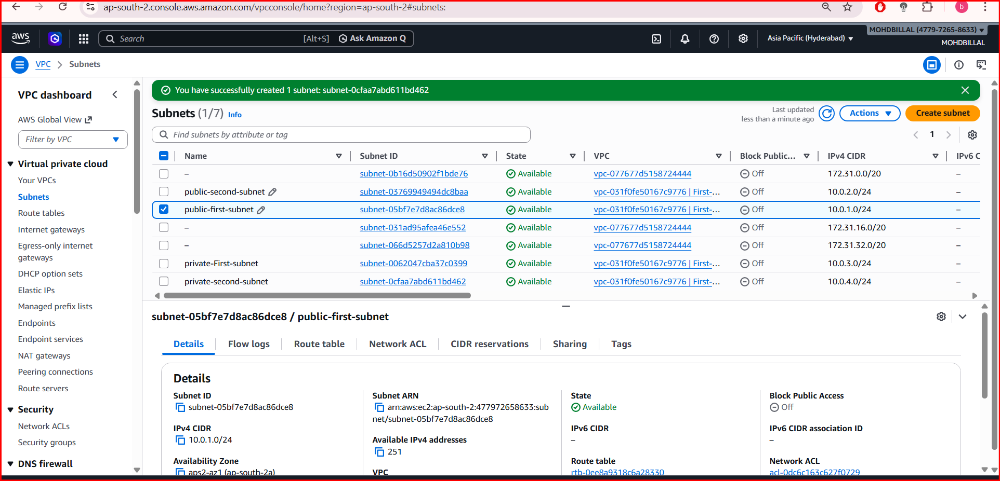 ap-south-2.console.aws.amazon.com/vpcconsole/home?region=ap-south-2#subnets:
b
aws
Search [Alt+S] Ask Amazon Q
Asia Pacific (Hyderabad)
MOHDBILLAL (4779-7265-8633)
MOHDBILLAL
VPC Subnets
VPC dashboard
AWS Global View
Filter by VPC
Virtual private cloud
Your VPCs
Subnets
Route tables
Internet gateways
Egress-only internet
gateways
DHCP option sets
Elastic IPs
Managed prefix lists
Endpoints
Endpoint services
NAT gateways
Peering connections
Route servers
Security
Network ACLs
Security groups
DNS firewall
You have successfully created 1 subnet: subnet-0cfaa7abd611bd462
Subnets (1/7) Info
Last updated
less than a minute ago
Actions
Create subnet
Find subnets by attribute or tag
1
Name Subnet ID State VPC Block Public... IPv4 CIDR IPv6 C
– subnet-0b16d50902f1bde76 Available vpc-077677d5158724444 Off 172.31.0.0/20 –
public-second-subnet subnet-03769949494dc8baa Available vpc-031f0fe50167c9776 | First-... Off 10.0.2.0/24 –
public-first-subnet subnet-05bf7e7d8ac86dce8 Available vpc-031f0fe50167c9776 | First-... Off 10.0.1.0/24 –
– subnet-031ad95afea46e552 Available vpc-077677d5158724444 Off 172.31.16.0/20 –
– subnet-066d5257d2a810b98 Available vpc-077677d5158724444 Off 172.31.32.0/20 –
private-First-subnet subnet-0062047cba37c0399 Available vpc-031f0fe50167c9776 | First-... Off 10.0.3.0/24 –
private-second-subnet subnet-0cfaa7abd611bd462 Available vpc-031f0fe50167c9776 | First-... Off 10.0.4.0/24 –
subnet-05bf7e7d8ac86dce8 / public-first-subnet
Details Flow logs Route table Network ACL CIDR reservations Sharing Tags
Details
Subnet ID
subnet-05bf7e7d8ac86dce8
IPv4 CIDR
10.0.1.0/24
Availability Zone
aps2-az1 (ap-south-2a)
Subnet ARN
arn:aws:ec2:ap-south-2:477972658633:sub
net/subnet-05bf7e7d8ac86dce8
Available IPv4 addresses
251
VPC
State
Available
IPv6 CIDR
–
Route table
rtb-0ee8a9318c6a28330
Block Public Access
Off
IPv6 CIDR association ID
–
Network ACL
acl-0dc6c163c627f0729